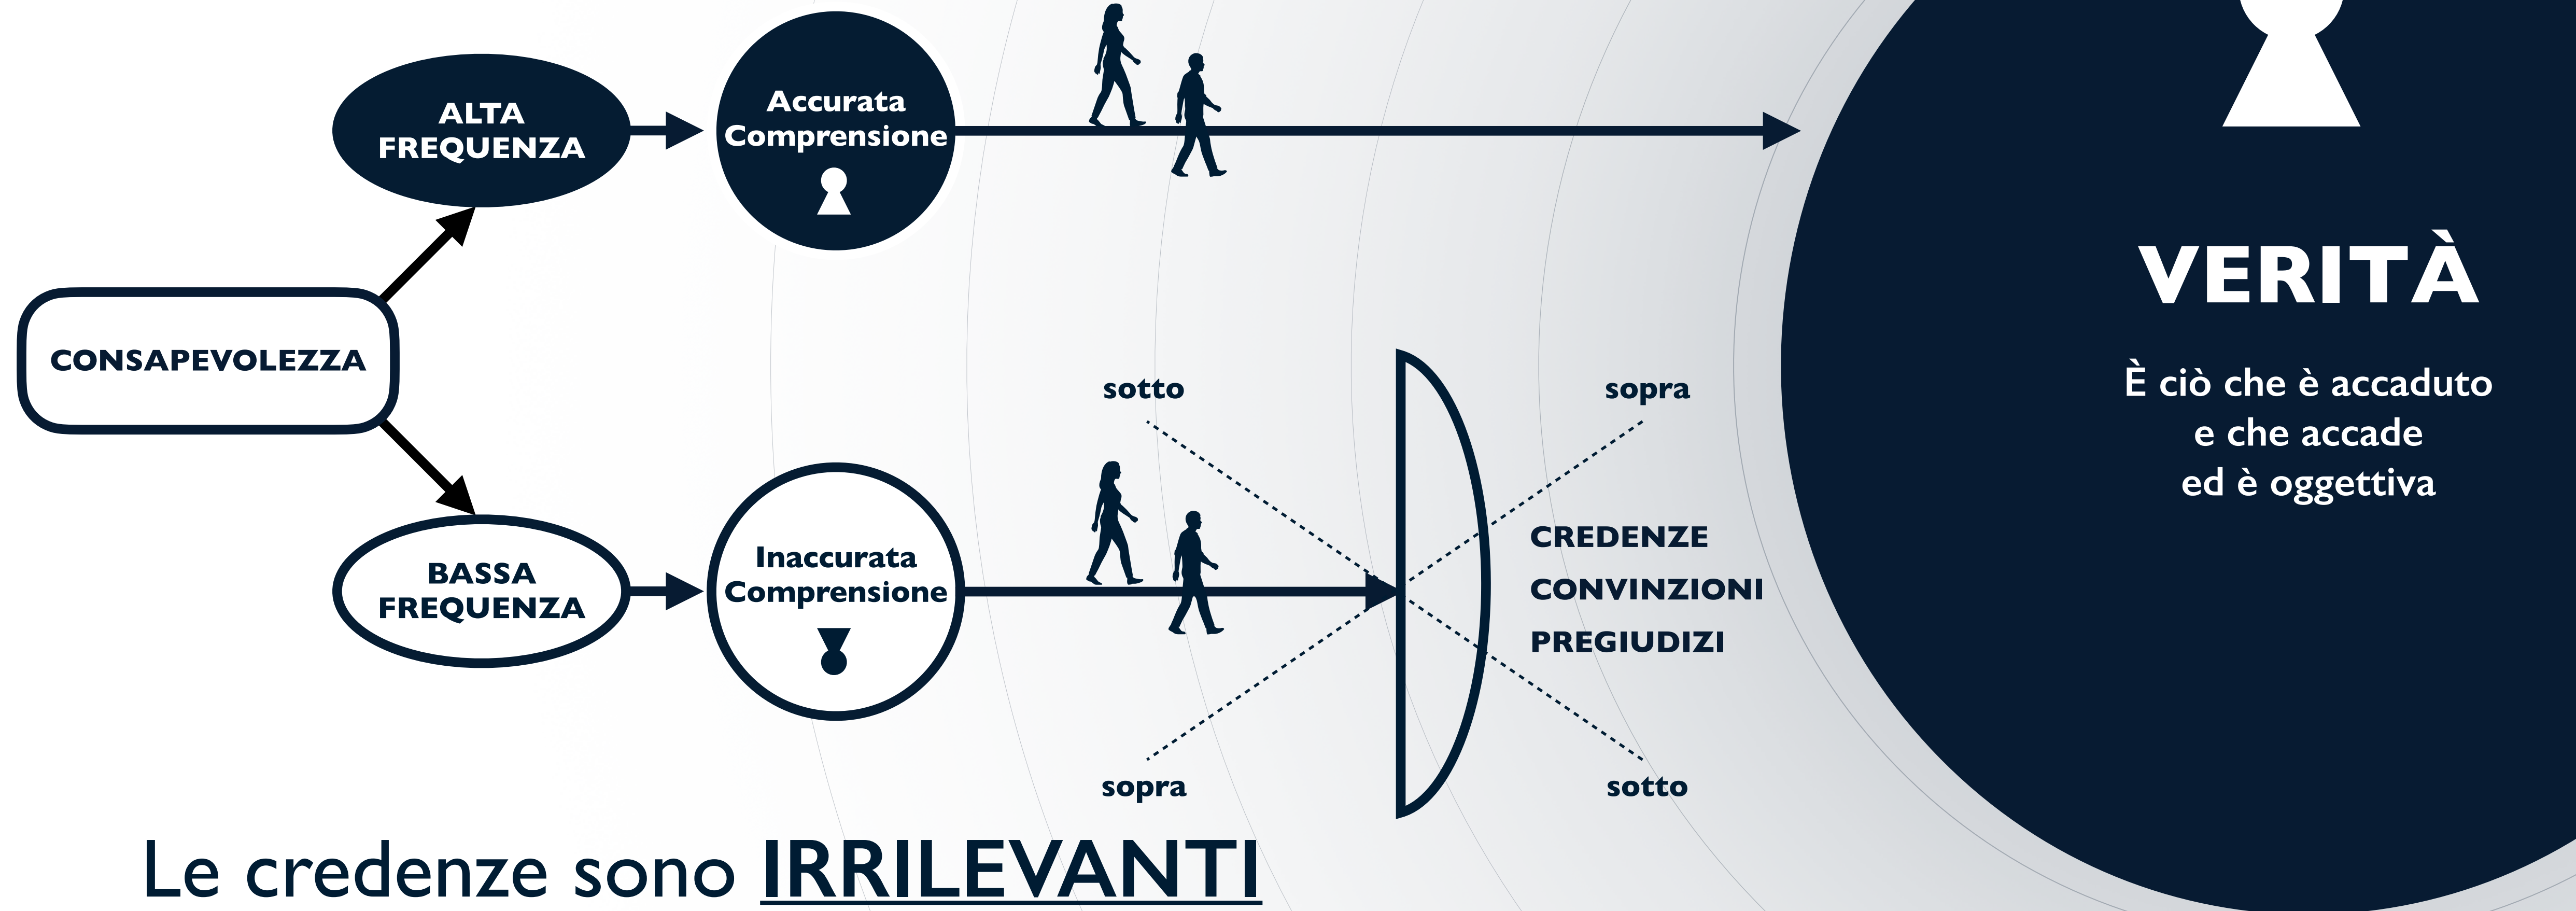 ALTA
FREQUENZA
Accurata
Comprensione
VERITÀ
È ciò che è accaduto
e che accade
ed è oggettiva
CONSAPEVOLEZZA
sotto
sopra
BASSA
FREQUENZA
Inaccurata
Comprensione
CREDENZE
CONVINZIONI
PREGIUDIZI
sopra
sotto
Le credenze sono IRRILEVANTI